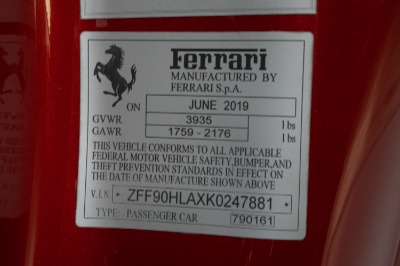 Ferrari
MANUFACTURED BY
FERRARI S.p.A.
ON JUNE 2019
GVWR 3935 lbs
GAWR 1759 - 2176 lbs
THIS VEHICLE CONFORMS TO ALL APPLICABLE
FEDERAL MOTOR VEHICLE SAFETY, BUMPER, AND
THEFT PREVENTION STANDARDS IN EFFECT ON
THE DATE OF MANUFACTURE SHOWN ABOVE
V.I.N. * ZFF90HLAXK0247881 *
TYPE: PASSENGER CAR 790161